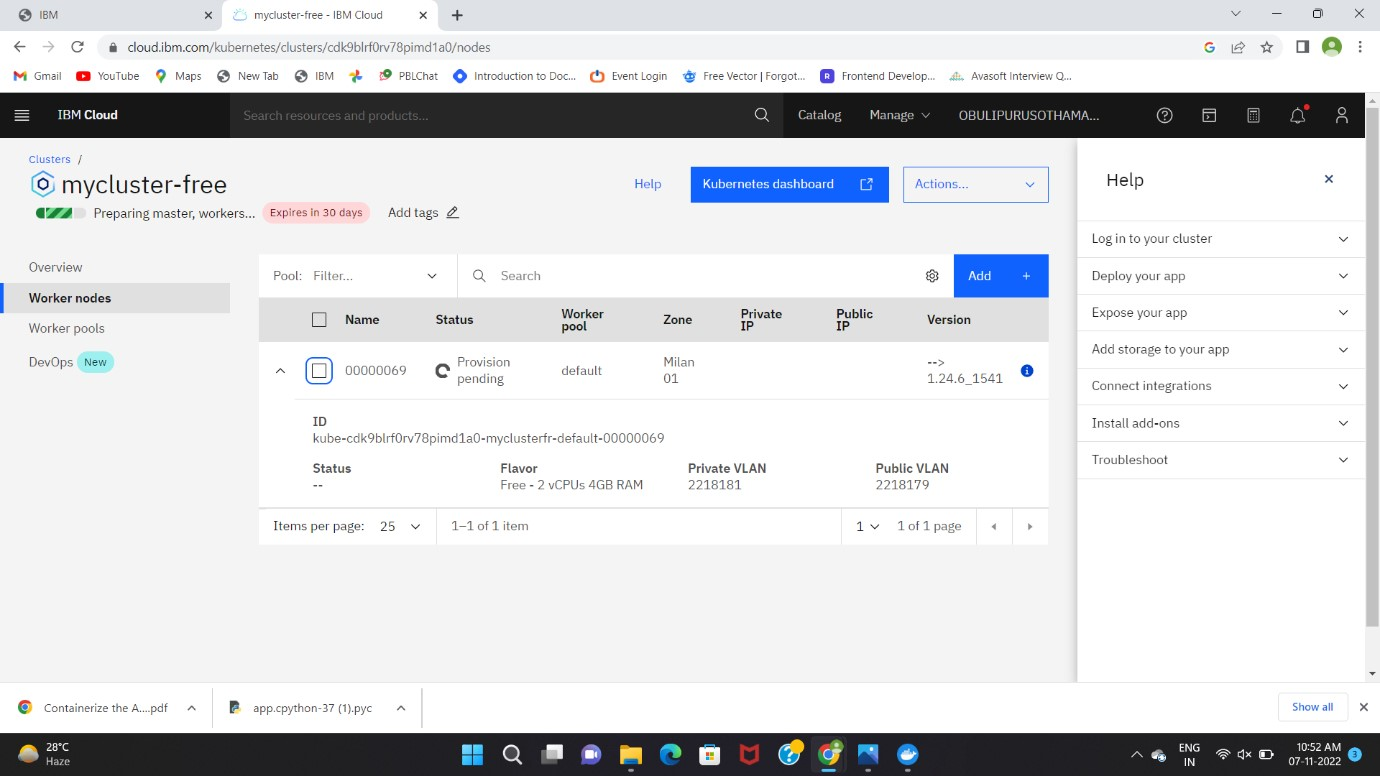 IBM
mycluster-free - IBM Cloud
cloud.ibm.com/kubernetes/clusters/cdk9blrf0rv78pimd1a0/nodes
Gmail
YouTube
Maps
New Tab
IBM
PBLChat
Introduction to Doc...
Event Login
Free Vector | Forgot...
Frontend Develop...
Avasoft Interview Q...
IBM Cloud
Search resources and products...
Catalog
Manage
OBULIPURUSOTHAMA...
Clusters /
mycluster-free
Help
Kubernetes dashboard
Actions...
Preparing master, workers...
Expires in 30 days
Add tags
Overview
Worker nodes
Worker pools
DevOps New
Pool: Filter...
Search
Add +
Name
Status
Worker
pool
Zone
Private
IP
Public
IP
Version
00000069
Provision
pending
default
Milan
01
-->
1.24.6_1541
ID
kube-cdk9blrf0rv78pimd1a0-myclusterfr-default-00000069
Status
--
Flavor
Free - 2 vCPUs 4GB RAM
Private VLAN
2218181
Public VLAN
2218179
Items per page: 25
1–1 of 1 item
1
1 of 1 page
Help
Log in to your cluster
Deploy your app
Expose your app
Add storage to your app
Connect integrations
Install add-ons
Troubleshoot
Containerize the A....pdf
app.cpython-37 (1).pyc
Show all
28°C
Haze
ENG
IN
10:52 AM
07-11-2022
3